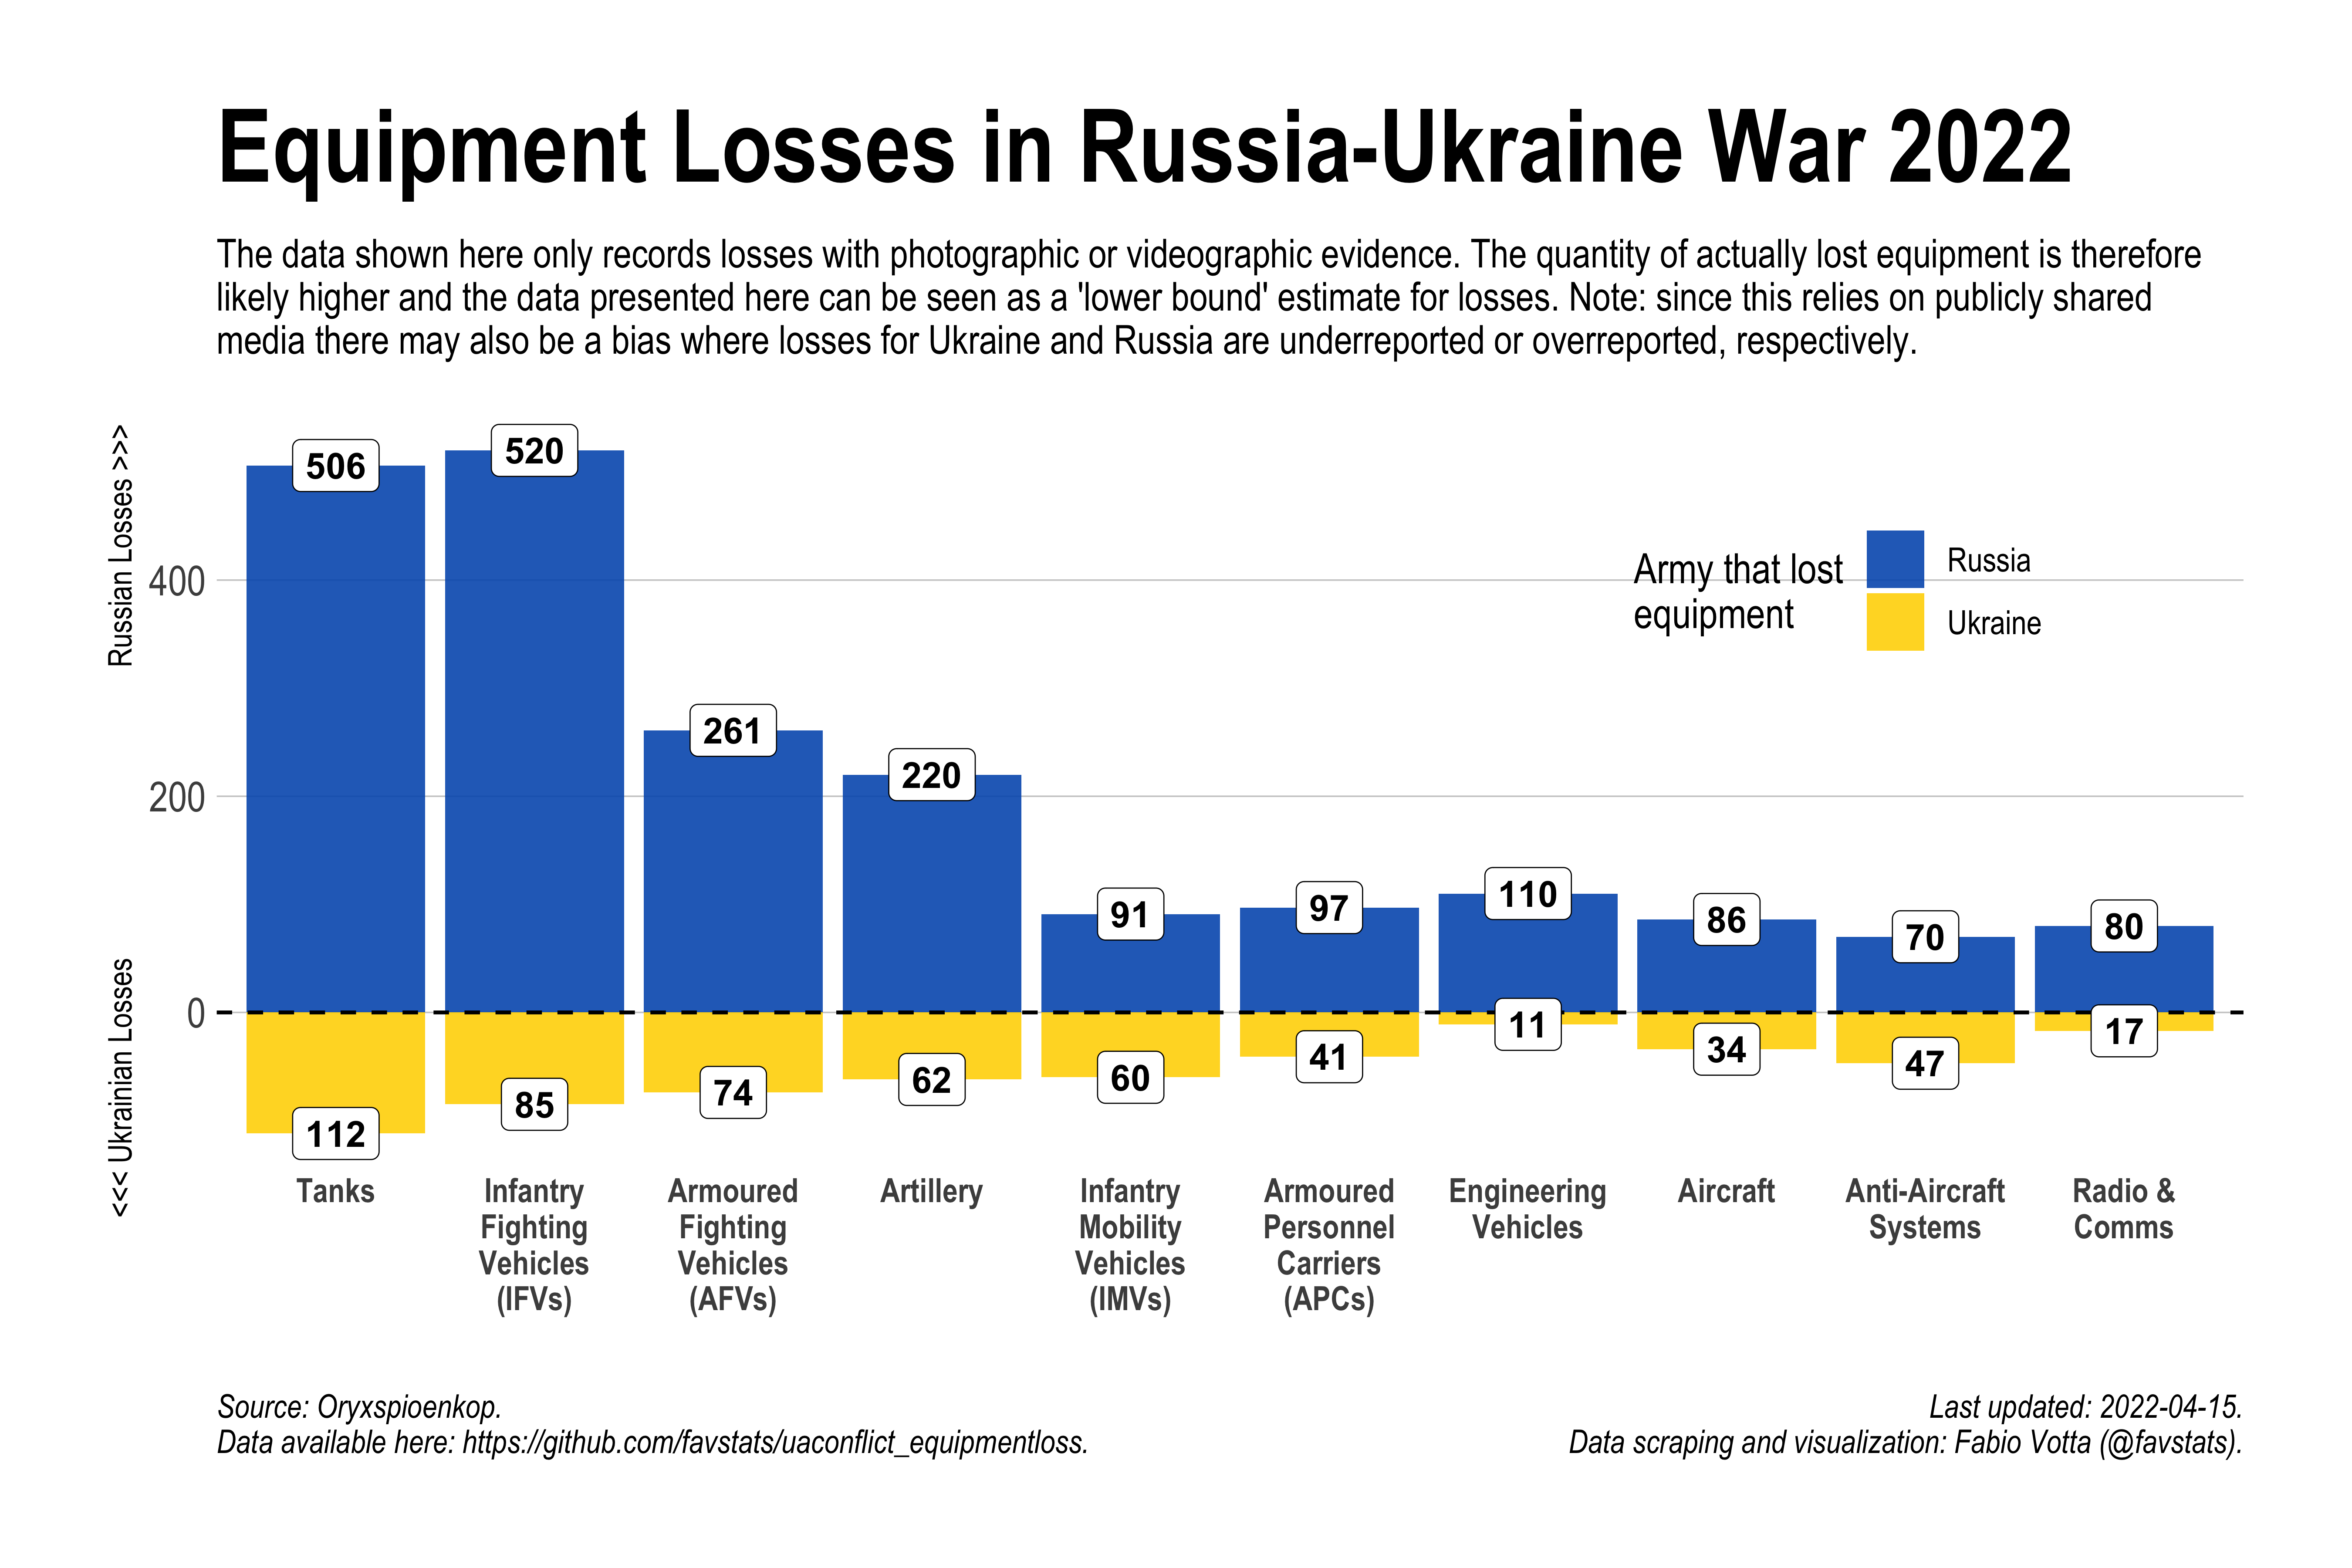 Equipment Losses in Russia-Ukraine War 2022
The data shown here only records losses with photographic or videographic evidence. The quantity of actually lost equipment is therefore
likely higher and the data presented here can be seen as a 'lower bound' estimate for losses. Note: since this relies on publicly shared
media there may also be a bias where losses for Ukraine and Russia are underreported or overreported, respectively.
Russian Losses >>>
<<< Ukrainian Losses
400
200
0
506
520
261
220
91
97
110
86
70
80
112
85
74
62
60
41
11
34
47
17
Army that lost
equipment
Russia
Ukraine
Tanks
Infantry
Fighting
Vehicles
(IFVs)
Armoured
Fighting
Vehicles
(AFVs)
Artillery
Infantry
Mobility
Vehicles
(IMVs)
Armoured
Personnel
Carriers
(APCs)
Engineering
Vehicles
Aircraft
Anti-Aircraft
Systems
Radio &
Comms
Source: Oryxspioenkop.
Data available here: https://github.com/favstats/uaconflict_equipmentloss.
Last updated: 2022-04-15.
Data scraping and visualization: Fabio Votta (@favstats).